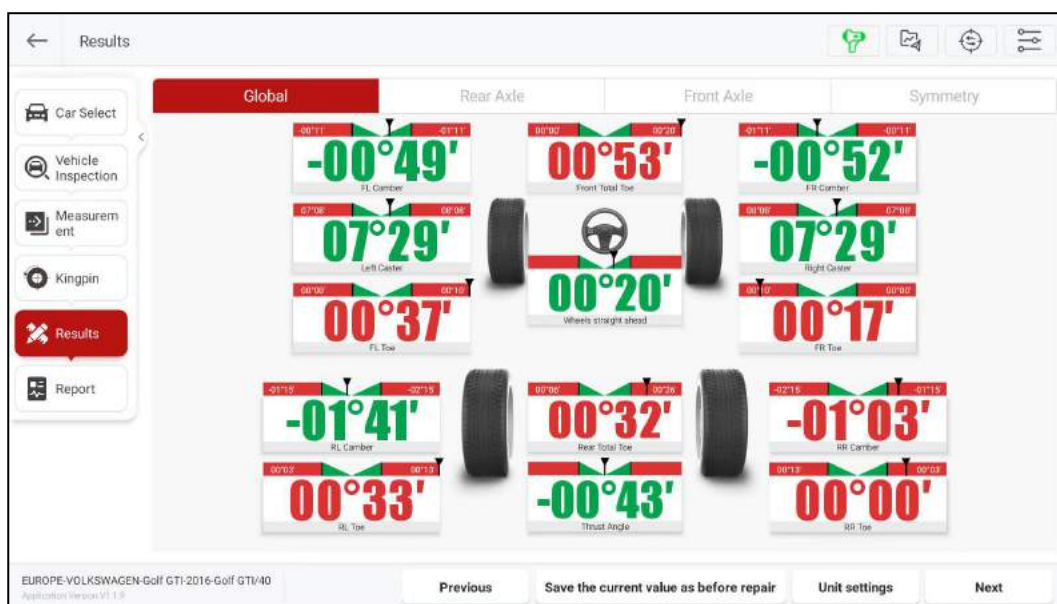 Results
Car Select
Vehicle
Inspection
Measurem
ent
Kingpin
Results
Report
Global
Rear Axle
Front Axle
Symmetry
-00°11' -01°11'
-00°49'
FL Camber
00°00' 00°20'
00°53'
Front Total Toe
-01°11' -00°11'
-00°52'
FR Camber
07°08' 08°08'
07°29'
Left Caster
07°08'
07°29'
Right Caster
00°20'
Wheels straight ahead
00°00' 00°10'
00°37'
FL Toe
00°00'
00°17'
FR Toe
-01°15' -02°15'
-01°41'
RL Camber
00°06' 00°26'
00°32'
Rear Total Toe
-02°15' -01°15'
-01°03'
RR Camber
00°03' 00°13'
00°33'
RL Toe
-00°43'
Thrust Angle
00°13' 00°03'
00°00'
RR Toe
EUROPE-VOLKSWAGEN-Golf GTI-2016-Golf GTI/40
Application Version V1.1.9
Previous
Save the current value as before repair
Unit settings
Next